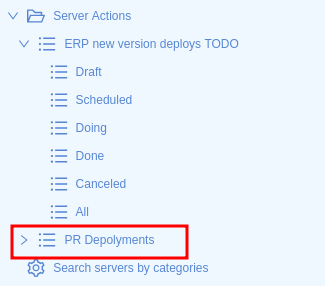 Server Actions
ERP new version deploys TODO
Draft
Scheduled
Doing
Done
Canceled
All
PR Depolyments
Search servers by categories